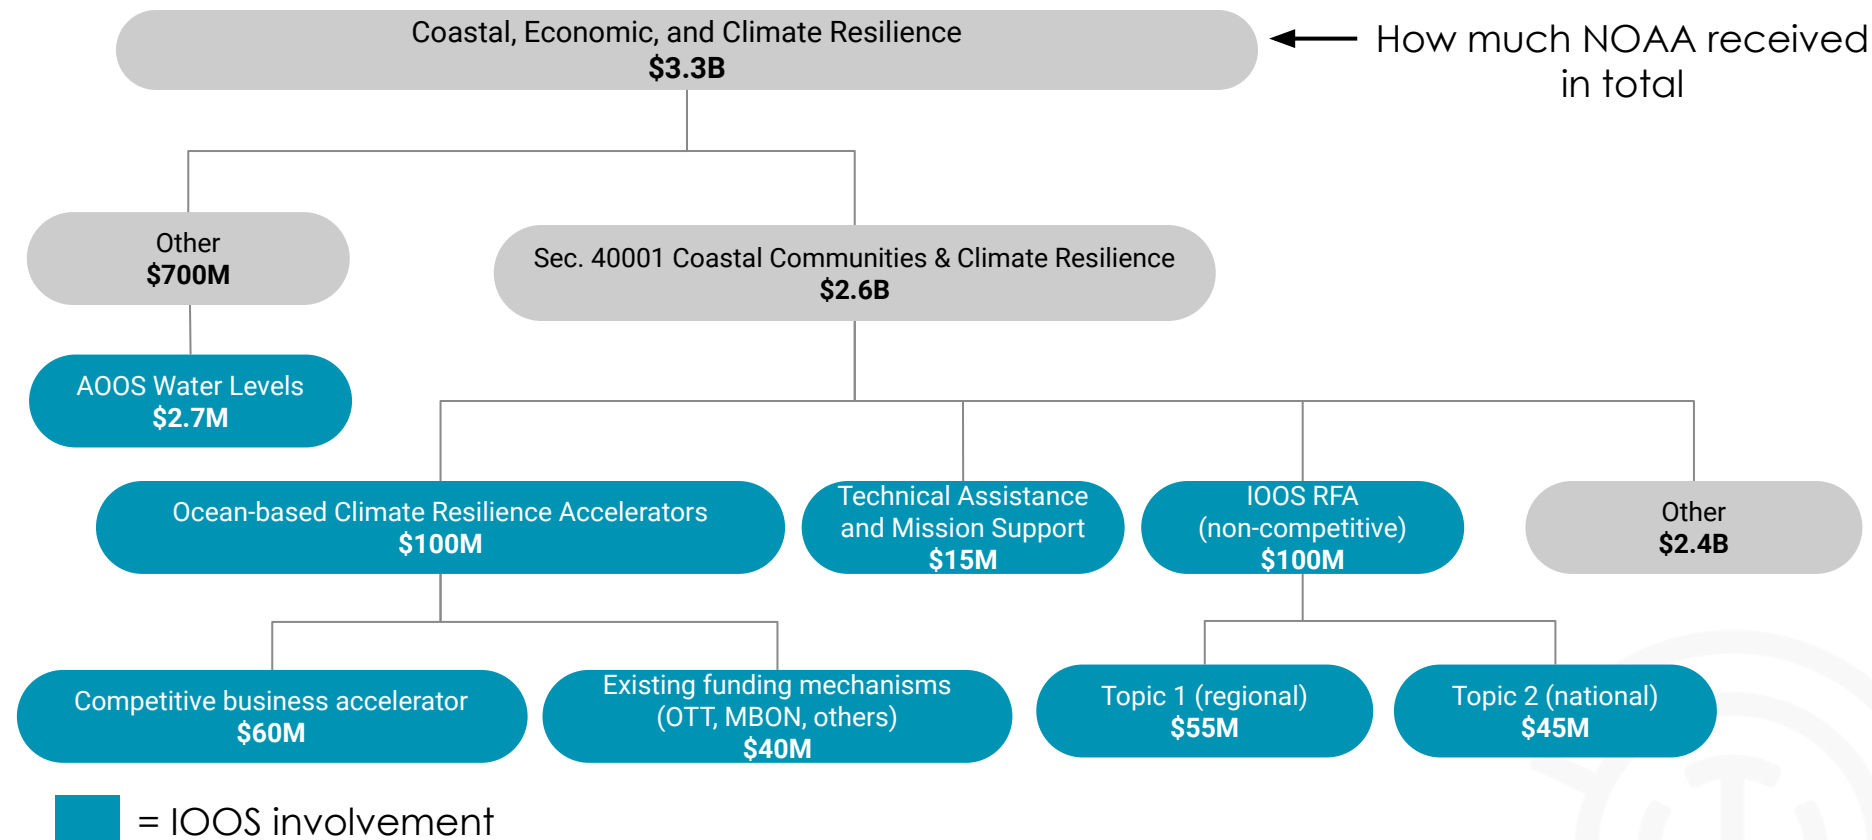 Coastal, Economic, and Climate Resilience
$3.3B
How much NOAA received
in total
Other
$700M
Sec. 40001 Coastal Communities & Climate Resilience
$2.6B
AOOS Water Levels
$2.7M
Ocean-based Climate Resilience Accelerators
$100M
Technical Assistance
and Mission Support
$15M
IOOS RFA
(non-competitive)
$100M
Other
$2.4B
Competitive business accelerator
$60M
Existing funding mechanisms
(OTT, MBON, others)
$40M
Topic 1 (regional)
$55M
Topic 2 (national)
$45M
= IOOS involvement